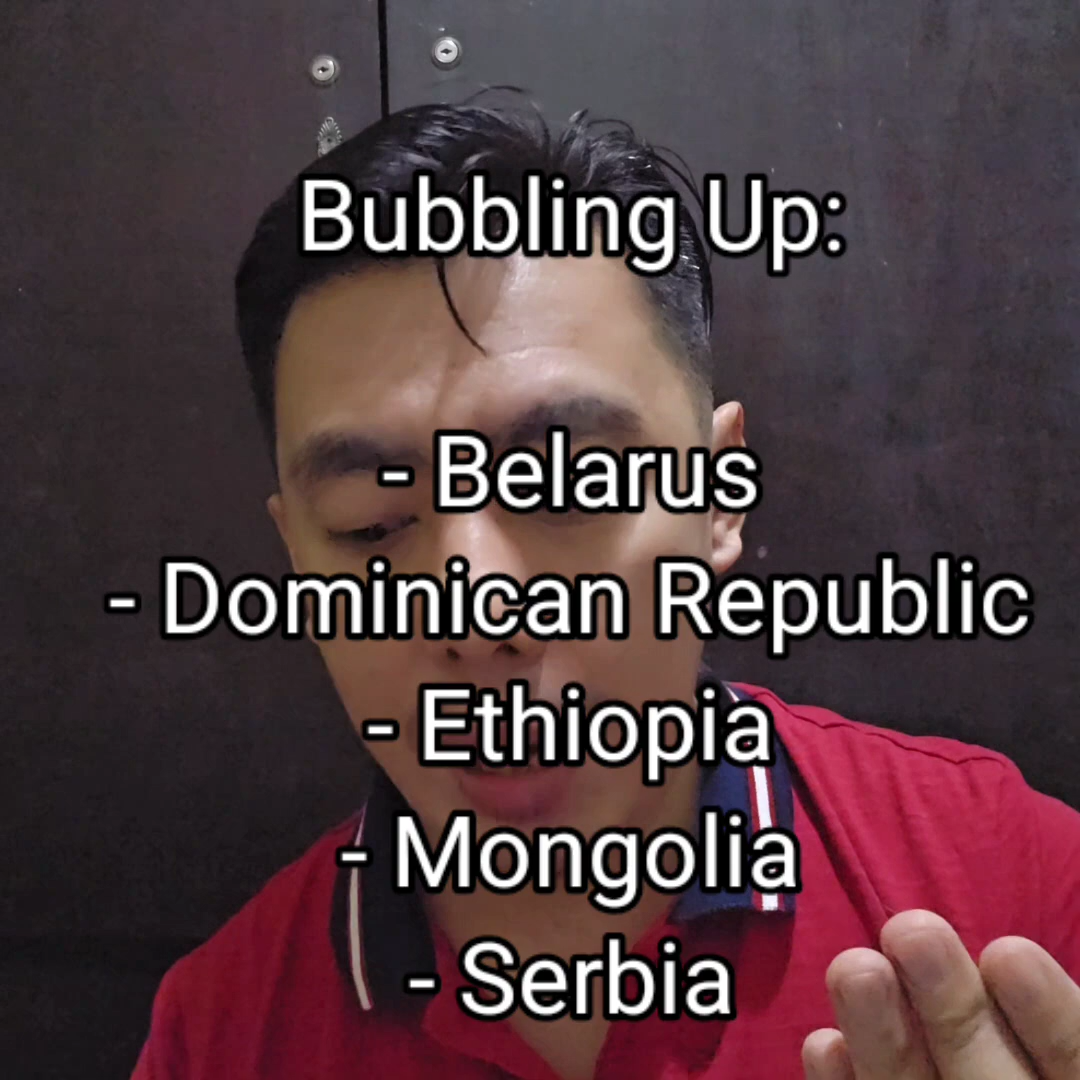 Bubbling Up:
- Belarus
- Dominican Republic
- Ethiopia
- Mongolia
- Serbia